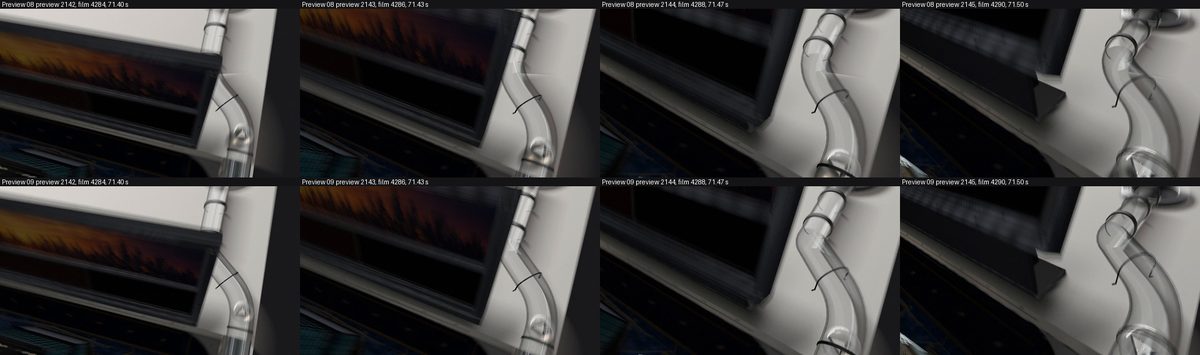 Preview 08 preview 2142, film 4284, 71.40 s
Preview 08 preview 2143, film 4286, 71.43 s
Preview 08 preview 2144, film 4288, 71.47 s
Preview 08 preview 2145, film 4290, 71.50 s
Preview 09 preview 2142, film 4284, 71.40 s
Preview 09 preview 2143, film 4286, 71.43 s
Preview 09 preview 2144, film 4288, 71.47 s
Preview 09 preview 2145, film 4290, 71.50 s